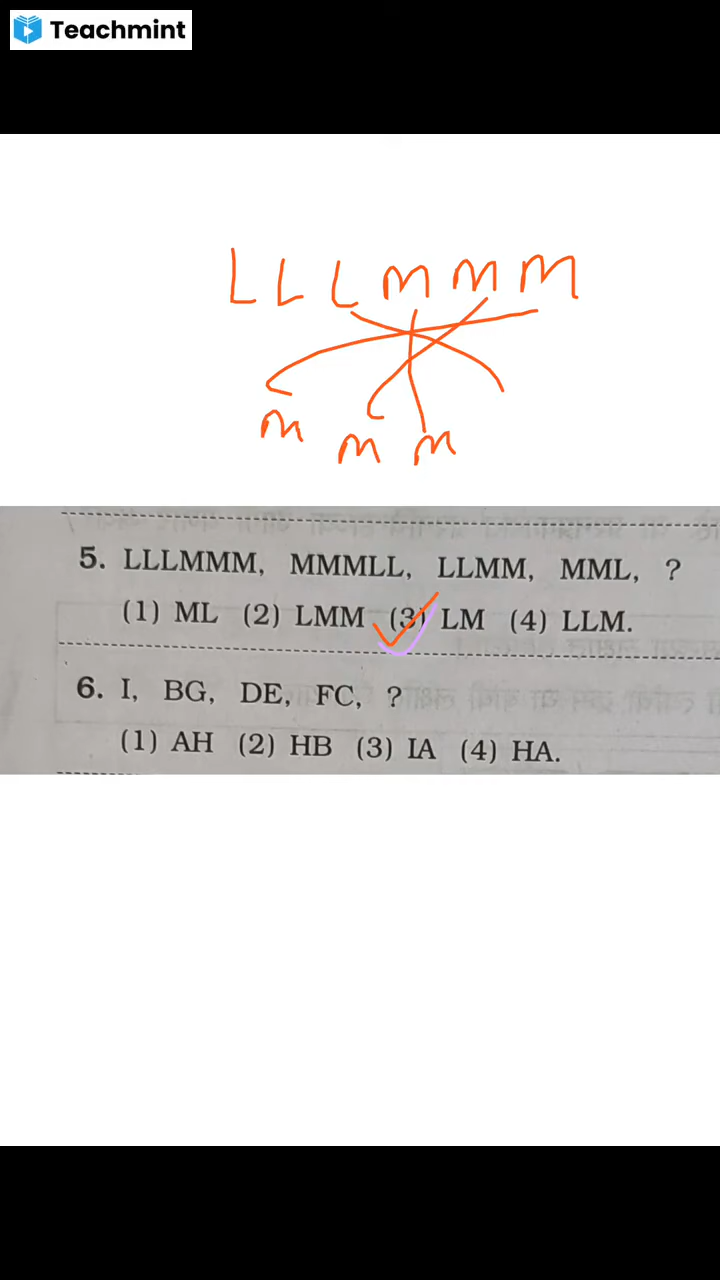 Teachmint
L L L M M M
M M M
5. LLLMMM, MMMLL, LLMM, MML, ?
(1) ML (2) LMM (3) LM (4) LLM.
6. I, BG, DE, FC, ?
(1) AH (2) HB (3) IA (4) HA.